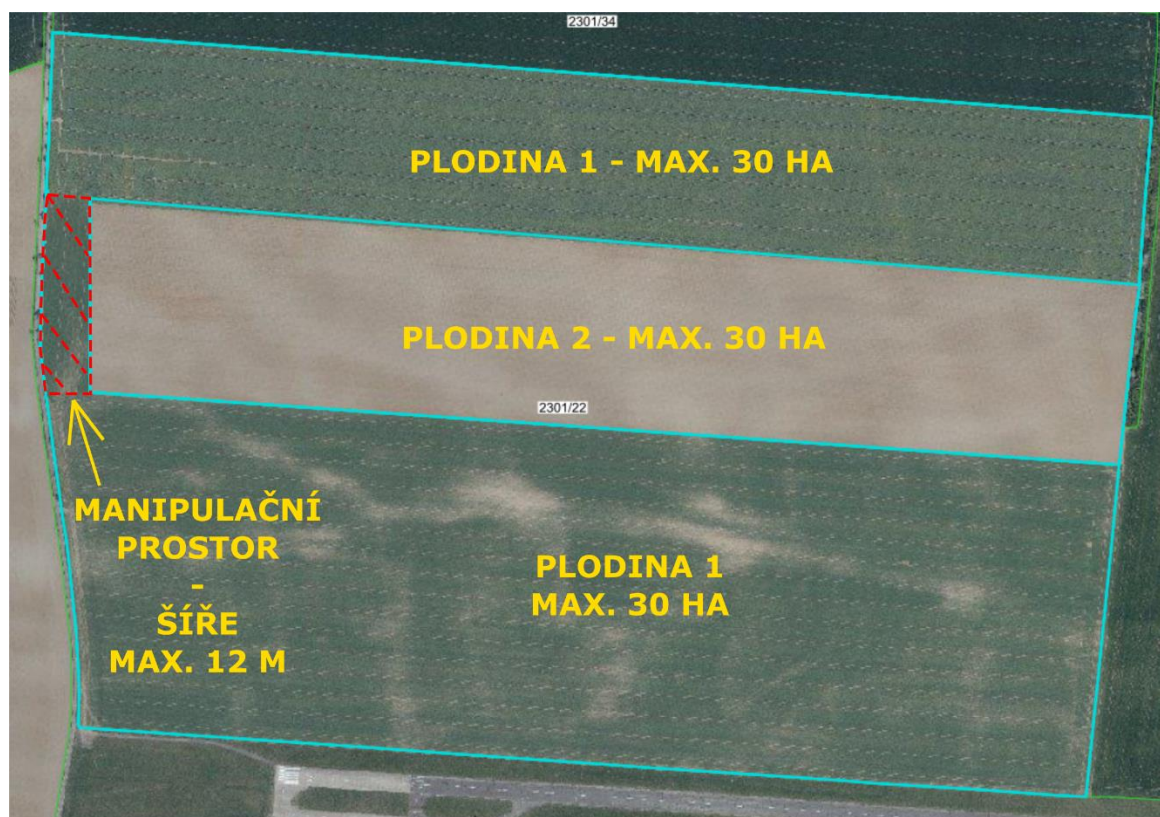 2301/34
PLODINA 1 - MAX. 30 HA
PLODINA 2 - MAX. 30 HA
2301/22
MANIPULAČNÍ
PROSTOR
-
ŠÍŘE
MAX. 12 M
PLODINA 1
MAX. 30 HA